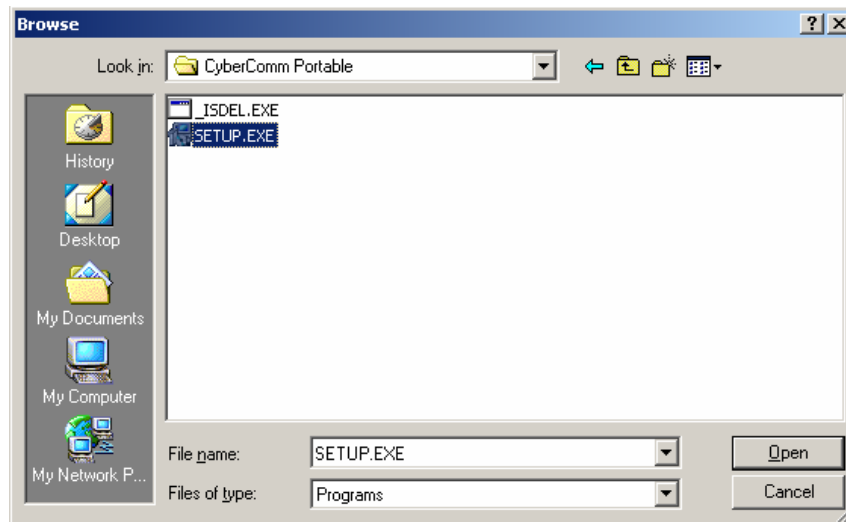 Browse
Look in: CyberComm Portable
History
Desktop
My Documents
My Computer
My Network P...
_ISDEL.EXE
SETUP.EXE
File name: SETUP.EXE
Open
Files of type: Programs
Cancel